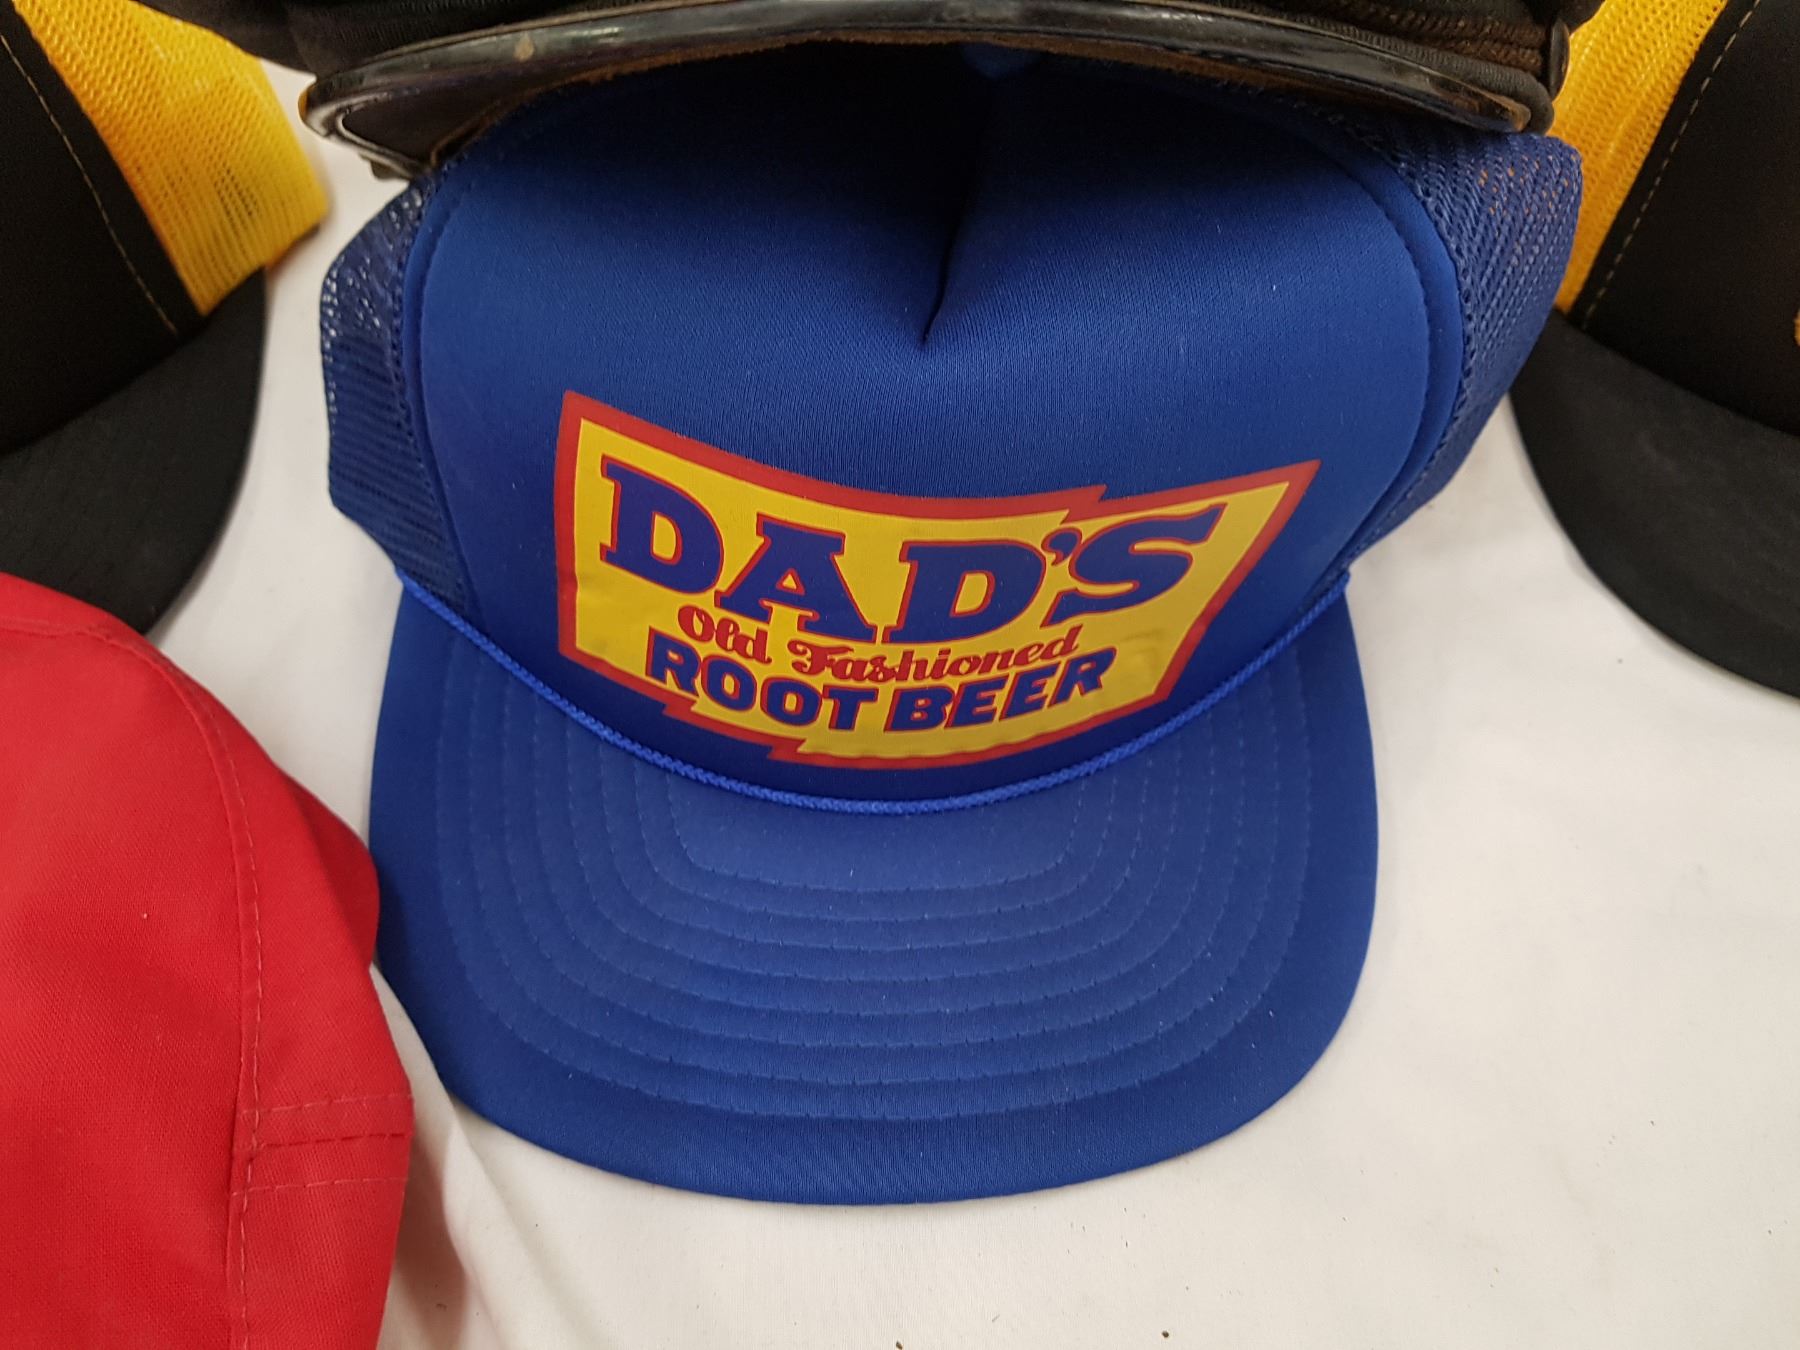 DAD'S
Old Fashioned
ROOT BEER